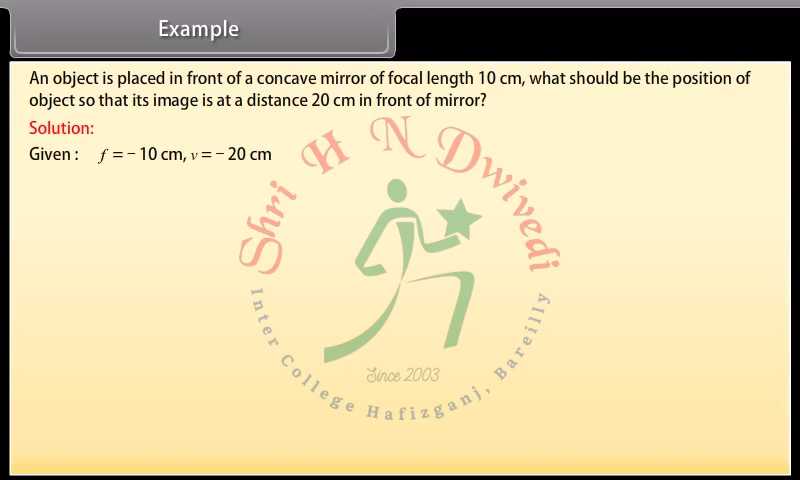 Example
An object is placed in front of a concave mirror of focal length 10 cm, what should be the position of
object so that its image is at a distance 20 cm in front of mirror?
Solution:
Given : f = – 10 cm, v = – 20 cm
Shri H N Dwivedi
Since 2003
Inter College Hafizganj, Bareilly